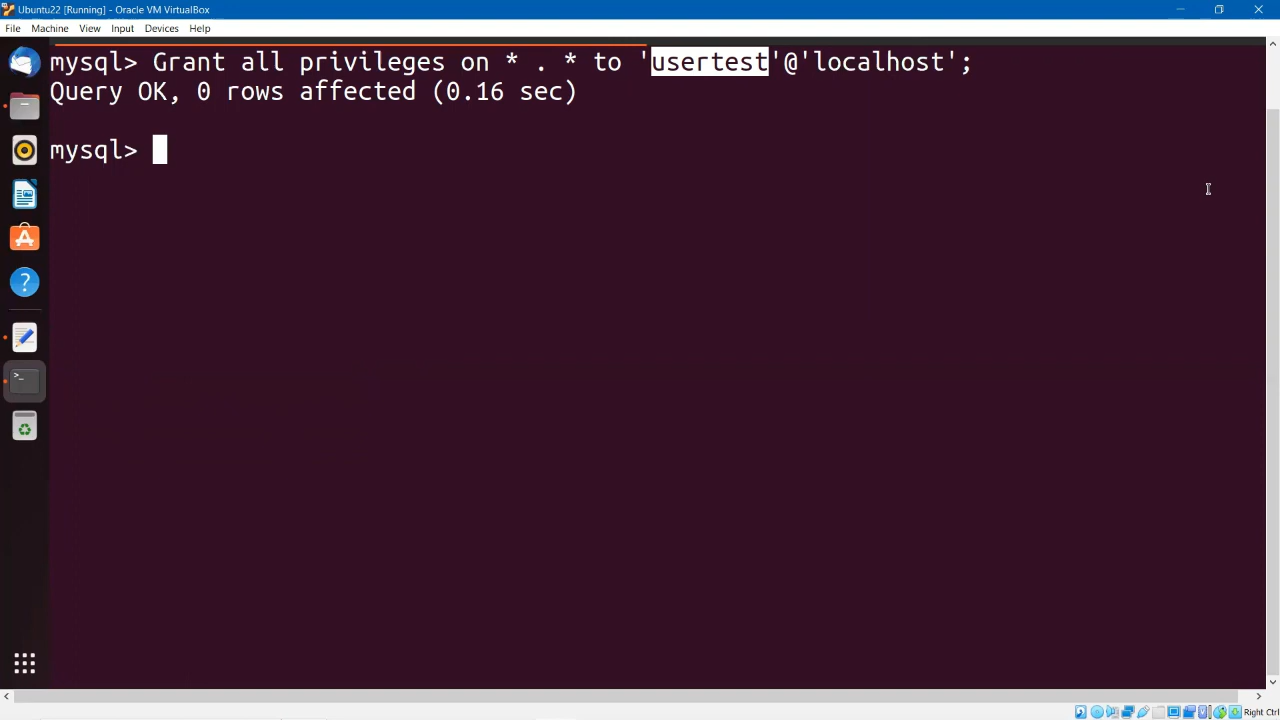 Ubuntu22 [Running] - Oracle VM VirtualBox
File Machine View Input Devices Help
mysql> Grant all privileges on * . * to 'usertest'@'localhost';
Query OK, 0 rows affected (0.16 sec)
mysql>
Right Ctrl